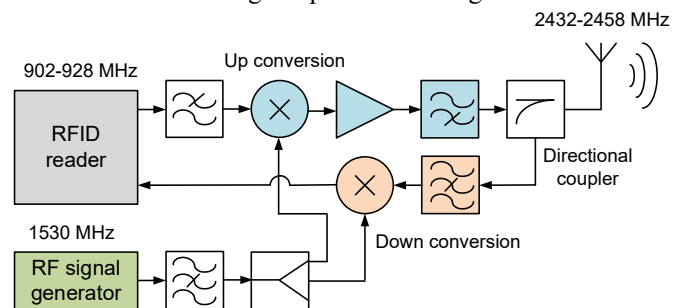 2432-2458 MHz
Up conversion
902-928 MHz
RFID
reader
Directional
coupler
1530 MHz
Down conversion
RF signal
generator